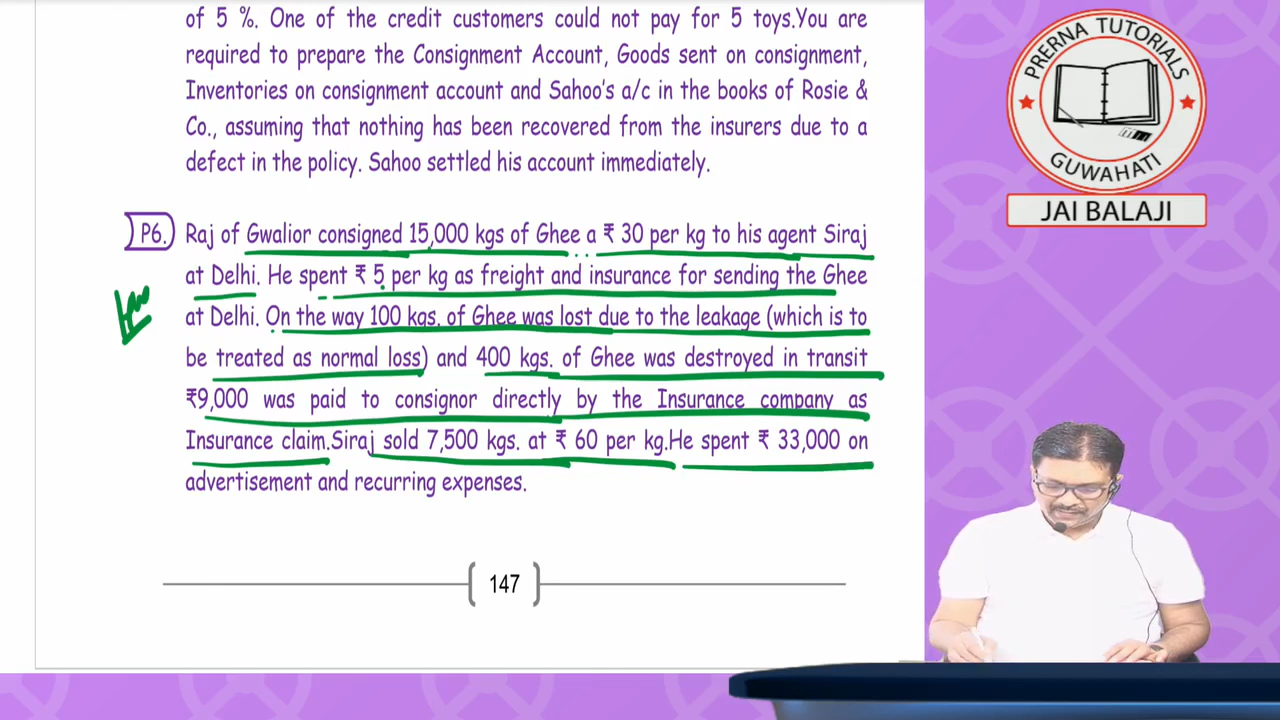 of 5 %. One of the credit customers could not pay for 5 toys.You are
required to prepare the Consignment Account, Goods sent on consignment,
Inventories on consignment account and Sahoo's a/c in the books of Rosie &
Co., assuming that nothing has been recovered from the insurers due to a
defect in the policy. Sahoo settled his account immediately.
P6. Raj of Gwalior consigned 15,000 kgs of Ghee a ₹ 30 per kg to his agent Siraj
at Delhi. He spent ₹ 5 per kg as freight and insurance for sending the Ghee
at Delhi. On the way 100 kgs. of Ghee was lost due to the leakage (which is to
be treated as normal loss) and 400 kgs. of Ghee was destroyed in transit
₹9,000 was paid to consignor directly by the Insurance company as
Insurance claim.Siraj sold 7,500 kgs. at ₹ 60 per kg.He spent ₹ 33,000 on
advertisement and recurring expenses.
147
PRERNA TUTORIALS
GUWAHATI
JAI BALAJI